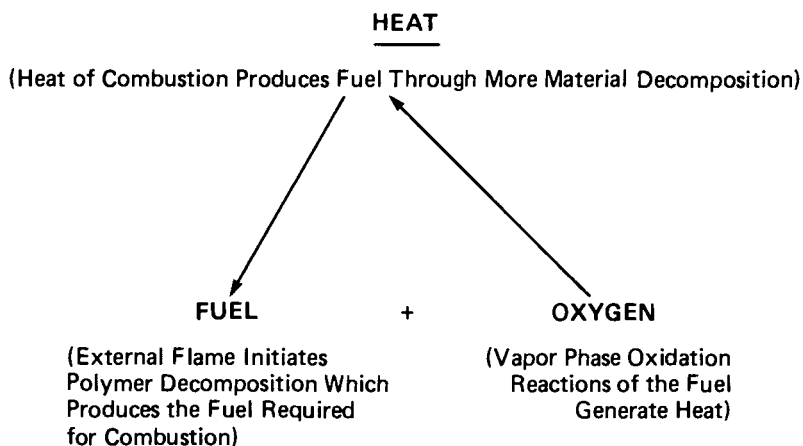 HEAT
(Heat of Combustion Produces Fuel Through More Material Decomposition)
FUEL + OXYGEN
(External Flame Initiates
Polymer Decomposition Which
Produces the Fuel Required
for Combustion)
(Vapor Phase Oxidation
Reactions of the Fuel
Generate Heat)